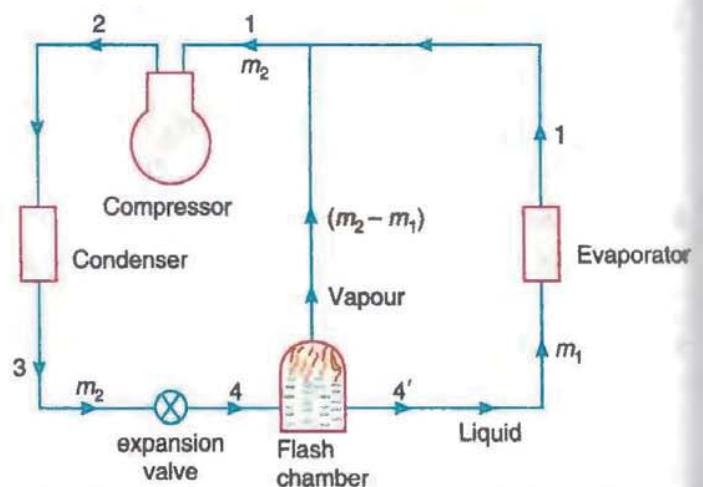 2
1
m₂
1
Compressor
(m₂ – m₁)
Condenser
Evaporator
Vapour
3
m₂
4
4′
m₁
expansion
valve
Flash
chamber
Liquid